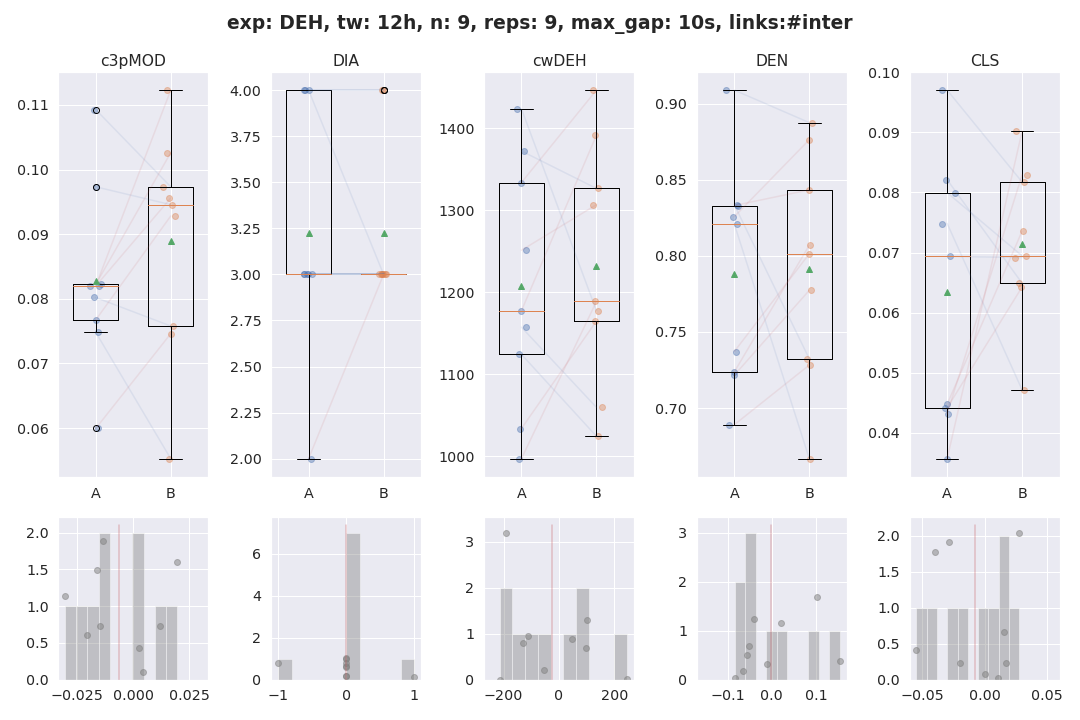 exp: DEH, tw: 12h, n: 9, reps: 9, max_gap: 10s, links:#inter
c3pMOD DIA cwDEH DEN CLS
0.11 0.10 0.09 0.08 0.07 0.06
A B
4.00 3.75 3.50 3.25 3.00 2.75 2.50 2.25 2.00
A B
1400 1300 1200 1100 1000
A B
0.90 0.85 0.80 0.75 0.70
A B
0.10 0.09 0.08 0.07 0.06 0.05 0.04
A B
2.0 1.5 1.0 0.5 0.0
−0.025 0.000 0.025
6 4 2 0
−1 0 1
3 2 1 0
−200 0 200
3 2 1 0
−0.1 0.0 0.1
2.0 1.5 1.0 0.5 0.0
−0.05 0.00 0.05